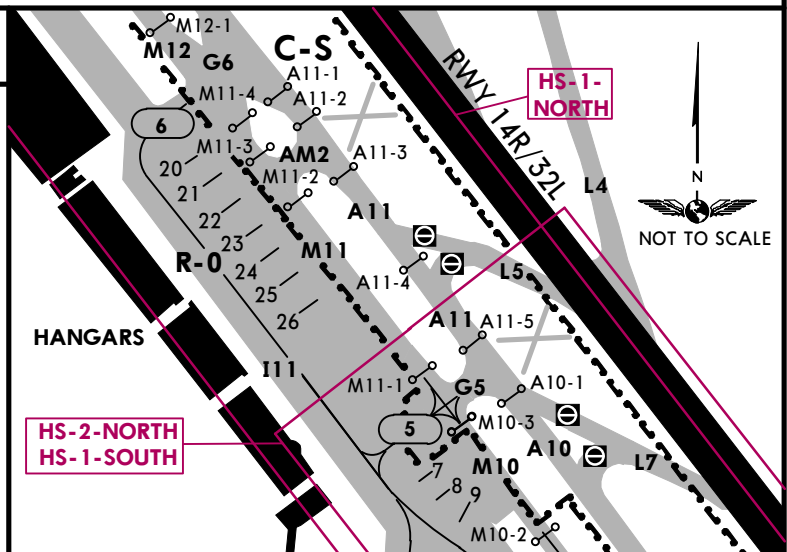 M12-1
M12
G6
C-S
A11-1
M11-4
A11-2
6
RWY 14R/32L
HS-1-
NORTH
N
NOT TO SCALE
20
M11-3
AM2
A11-3
21
M11-2
L4
22
A11
23
M11
R-0
24
A11-4
L5
25
26
A11
A11-5
HANGARS
I11
M11-1
G5
A10-1
HS-2-NORTH
HS-1-SOUTH
5
M10-3
7
M10
A10
L7
8
9
M10-2